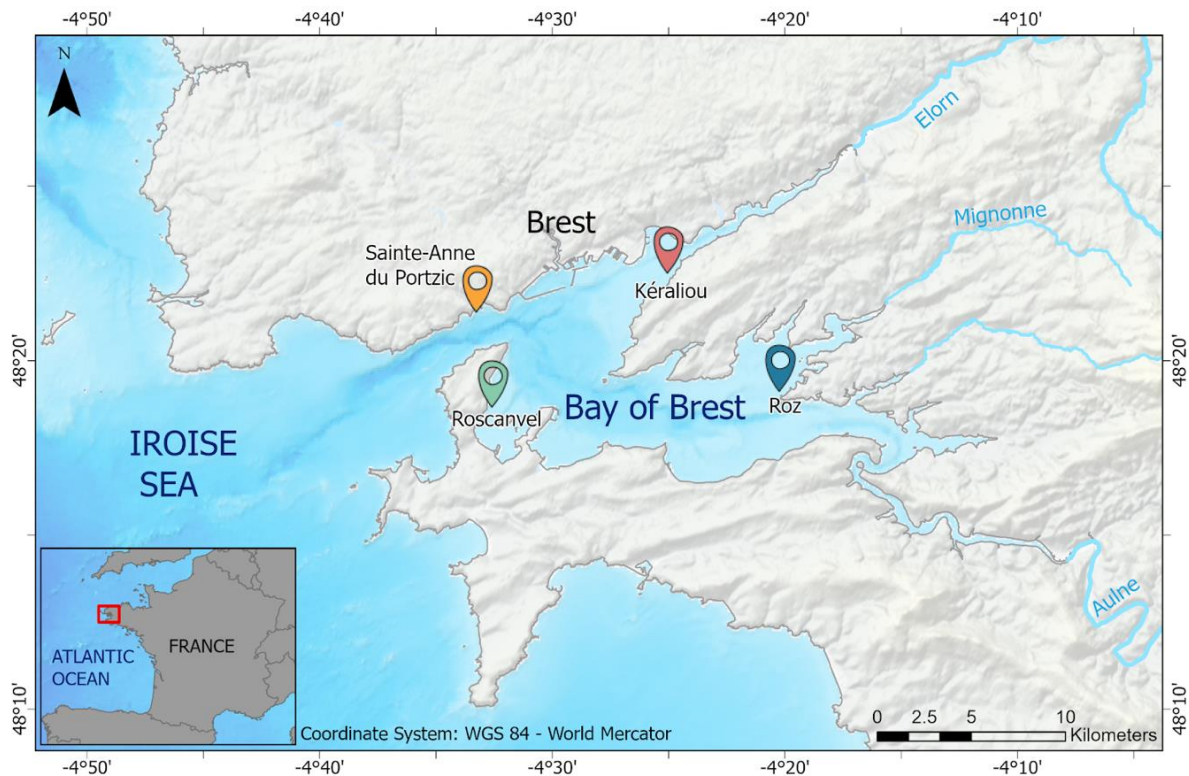 -4°50'
-4°40'
-4°30'
-4°20'
-4°10'
N
Elorn
Mignonne
Brest
Sainte-Anne
du Portzic
Kéraliou
48°20'
48°20'
Roscanvel
Bay of Brest
Roz
IROISE
SEA
Aulne
FRANCE
ATLANTIC
OCEAN
48°10'
48°10'
0 2.5 5 10
Kilometers
Coordinate System: WGS 84 - World Mercator
-4°50'
-4°40'
-4°30'
-4°20'
-4°10'